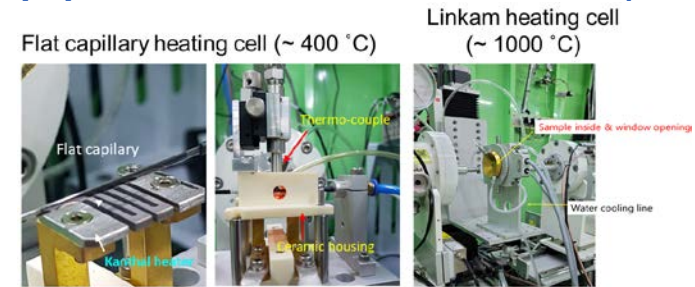 Linkam heating cell
Flat capillary heating cell (~ 400 ˚C)
(~ 1000 ˚C)
Flat capillary
Kanthal heater
Thermo-couple
Ceramic housing
Sample inside & window opening
Water cooling line